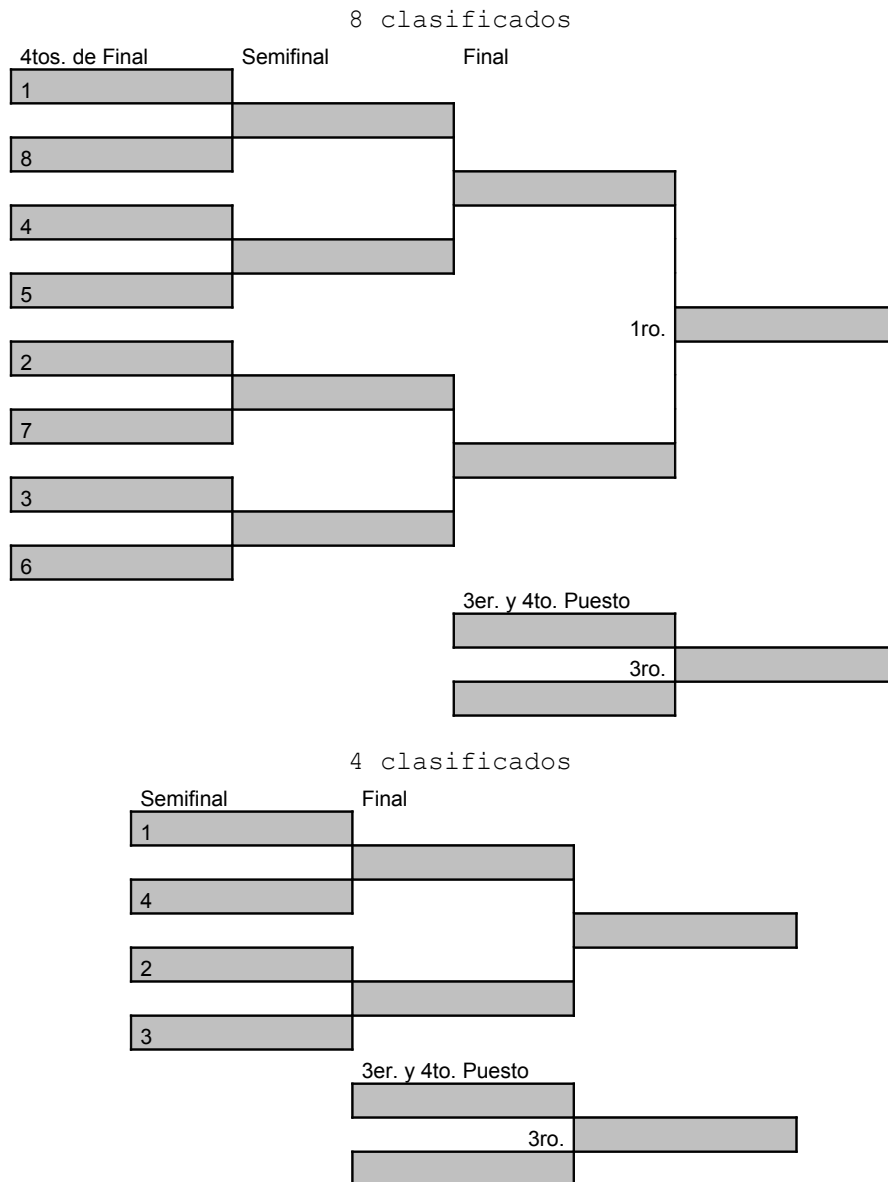 8 clasificados
4tos. de Final Semifinal Final
1
8
4
5
1ro.
2
7
3
6
3er. y 4to. Puesto
3ro.
4 clasificados
Semifinal Final
1
4
2
3
3er. y 4to. Puesto
3ro.